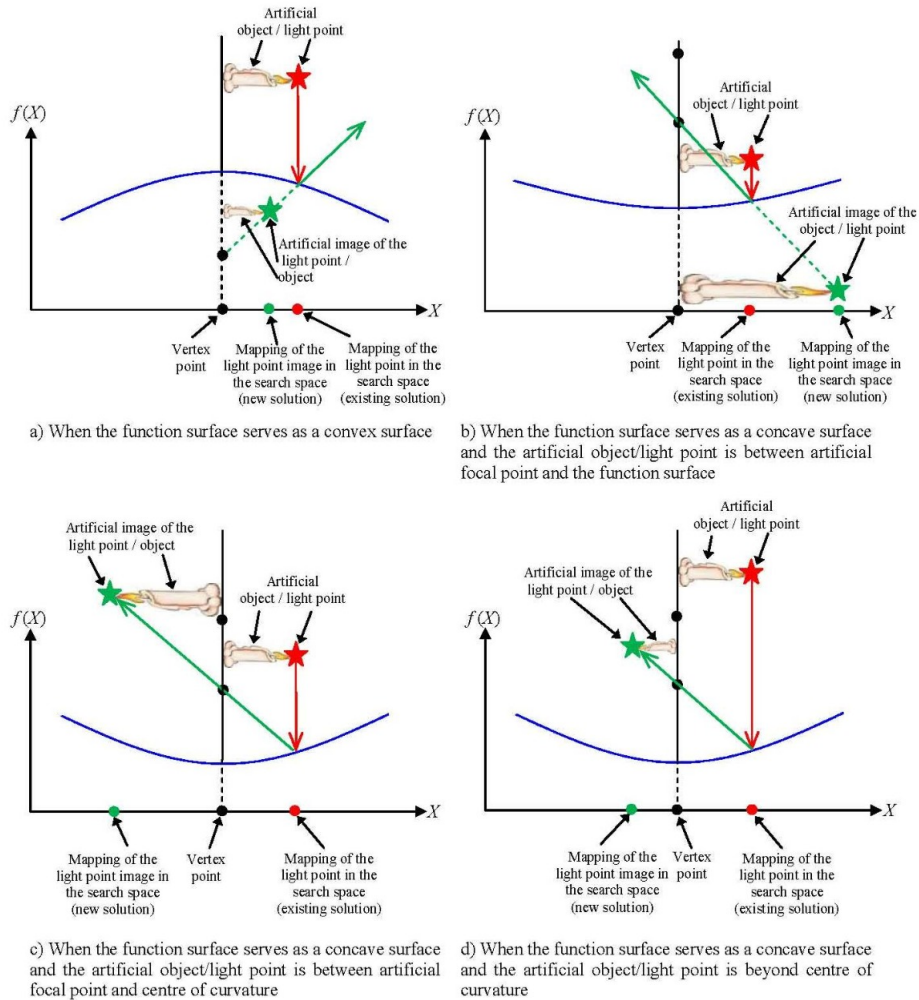 Artificial
object / light point
f(X)
Artificial image of the
light point /
object
X
Vertex
point
Mapping of the
light point image in
the search space
(new solution)
Mapping of the
light point in the
search space
(existing solution)
a) When the function surface serves as a convex surface
Artificial
object / light point
f(X)
Artificial image of the
object / light point
X
Vertex
point
Mapping of the
light point in the
search space
(existing solution)
Mapping of the
light point image in
the search space
(new solution)
b) When the function surface serves as a concave surface
and the artificial object/light point is between artificial
focal point and the function surface
Artificial image of the
light point / object
Artificial
object / light point
f(X)
X
Mapping of the
light point image in
the search space
(new solution)
Vertex
point
Mapping of the
light point in the
search space
(existing solution)
c) When the function surface serves as a concave surface
and the artificial object/light point is between artificial
focal point and centre of curvature
Artificial
object / light point
Artificial image of the
light point / object
f(X)
X
Mapping of the
light point image in
the search space
(new solution)
Vertex
point
Mapping of the
light point in the
search space
(existing solution)
d) When the function surface serves as a concave surface
and the artificial object/light point is beyond centre of
curvature